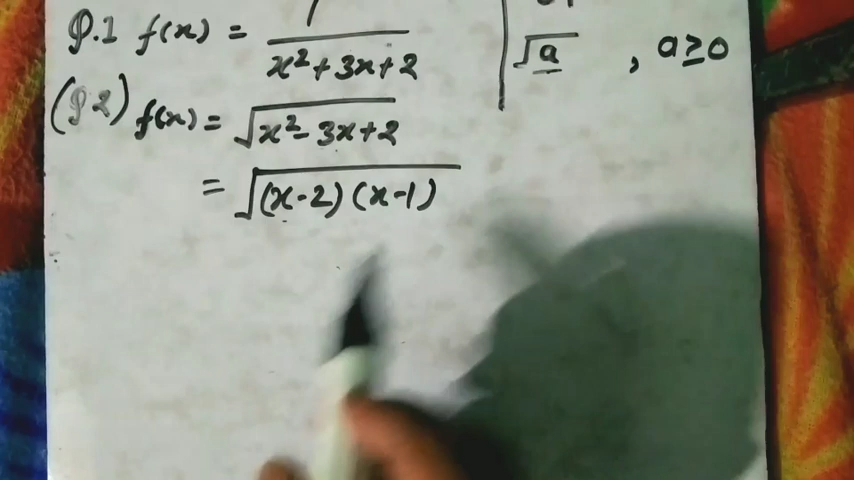 Q.1 f(x) = 1/(x²+3x+2)
√a , a≥0
(Q2) f(x) = √(x²-3x+2)
= √((x-2)(x-1))